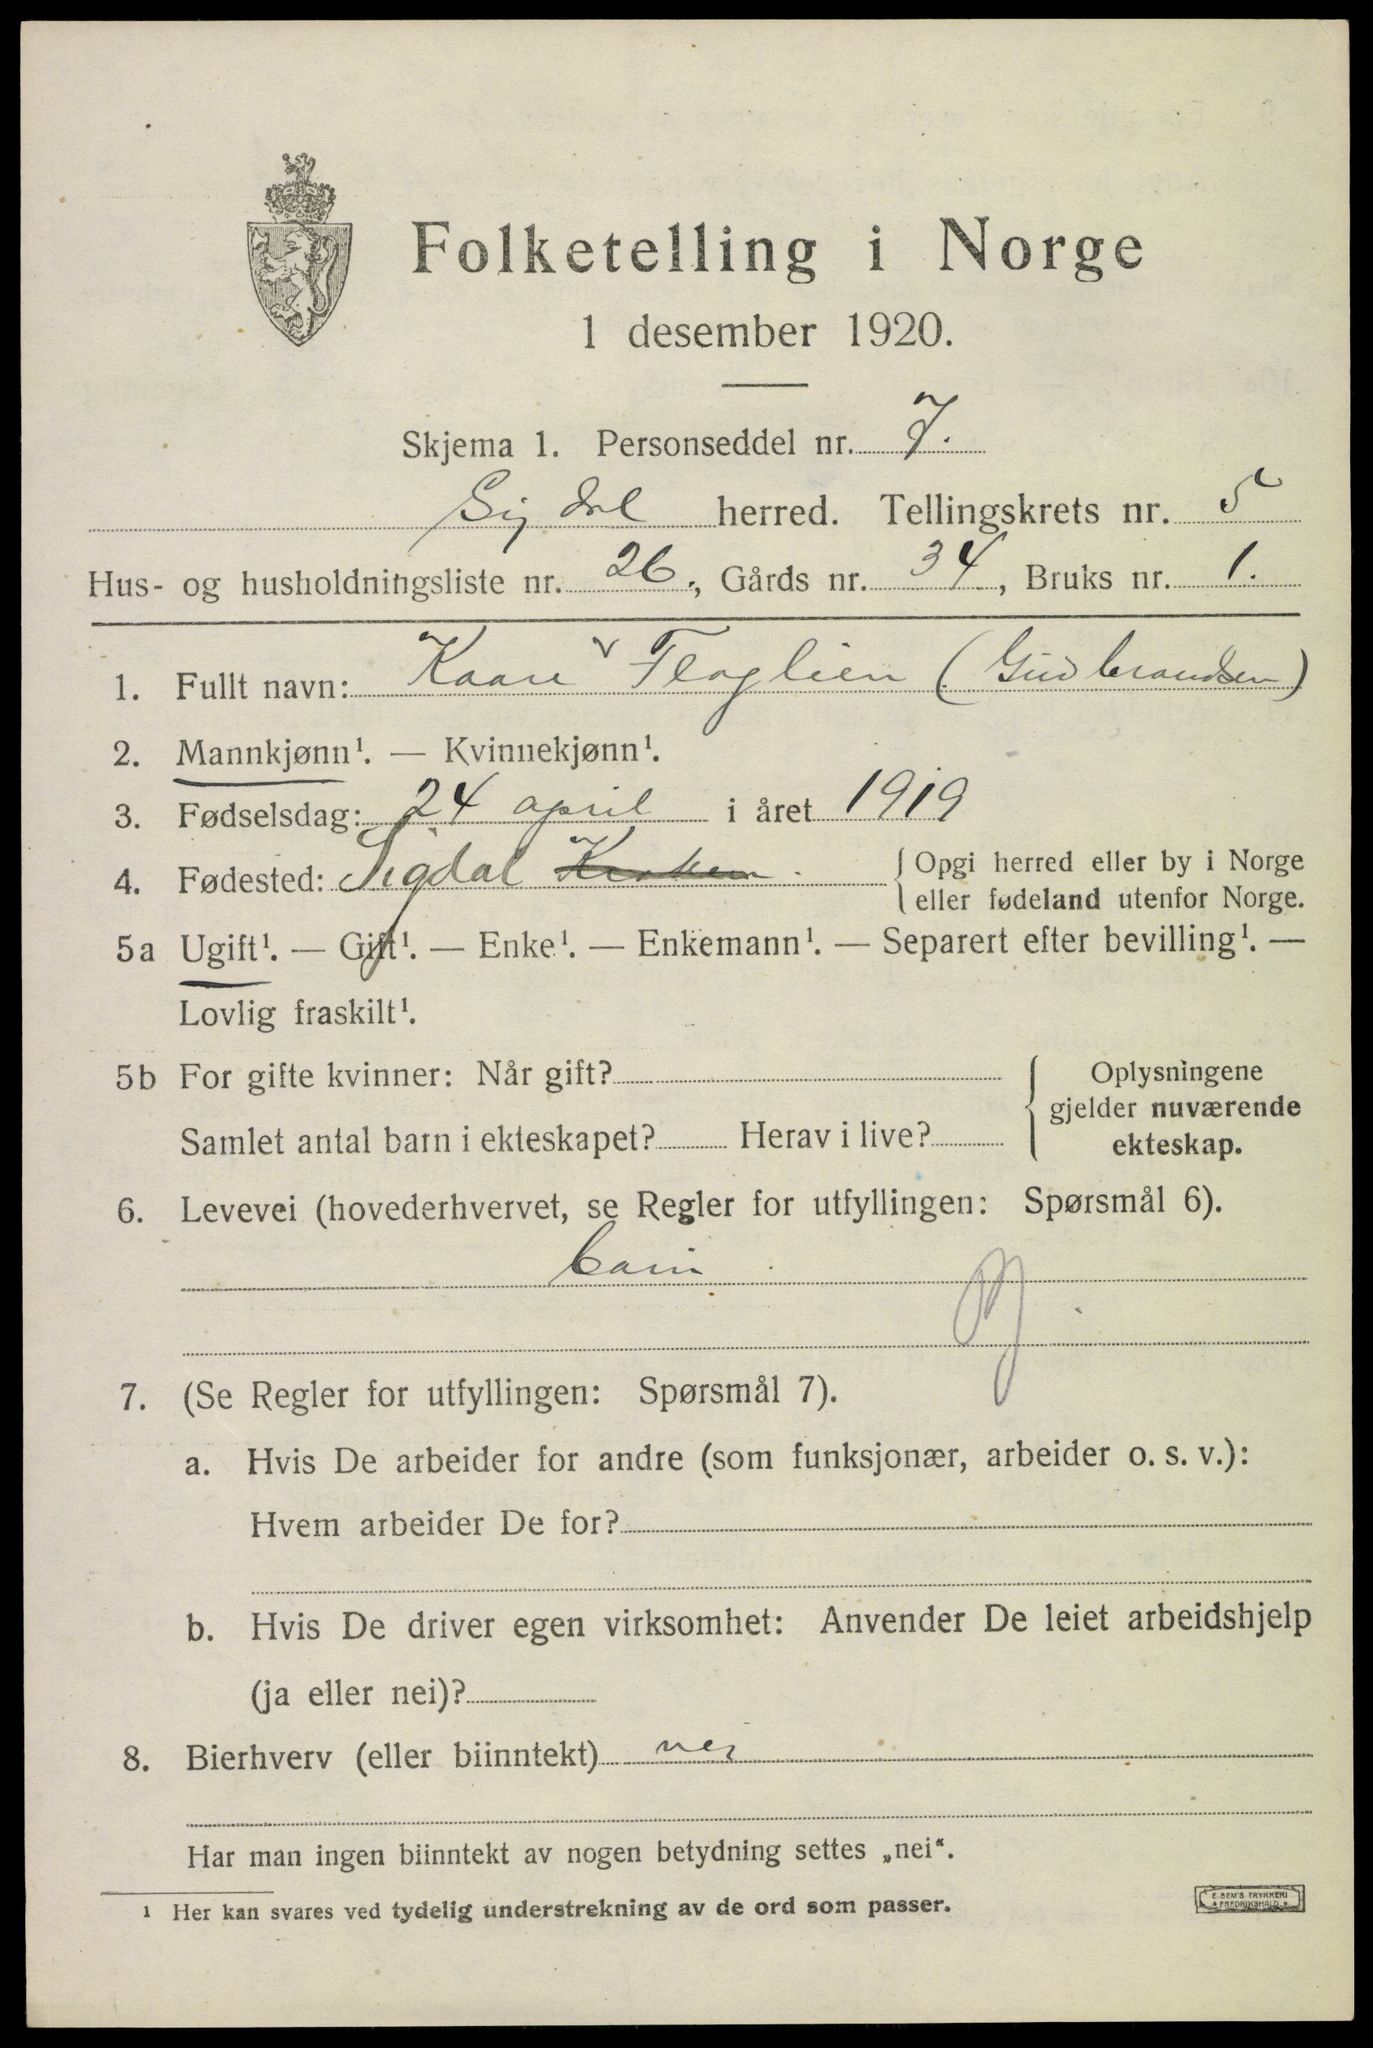 Folketelling i Norge
1 desember 1920.
Skjema 1. Personseddel nr. 7.
Sigdal herred. Tellingskrets nr. 5
Hus- og husholdningsliste nr. 26., Gårds nr. 34, Bruks nr. 1.
1. Fullt navn: Kaare Flaglien (Gudbrandsen)
2. Mannkjønn¹. — Kvinnekjønn¹.
3. Fødselsdag: 24 april i året 1919
4. Fødested: Sigdal { Opgi herred eller by i Norge
eller fødeland utenfor Norge.
5a Ugift¹. — Gift¹. — Enke¹. — Enkemann¹. — Separert efter bevilling¹. —
Lovlig fraskilt¹.
5b For gifte kvinner: Når gift?
Samlet antal barn i ekteskapet? Herav i live?
{ Oplysningene
gjelder nuværende
ekteskap.
6. Levevei (hovederhvervet, se Regler for utfyllingen: Spørsmål 6).
barn
7. (Se Regler for utfyllingen: Spørsmål 7).
a. Hvis De arbeider for andre (som funksjonær, arbeider o. s. v.):
Hvem arbeider De for?
b. Hvis De driver egen virksomhet: Anvender De leiet arbeidshjelp
(ja eller nei)?
8. Bierhverv (eller biinntekt) nei
Har man ingen biinntekt av nogen betydning settes „nei“.
¹ Her kan svares ved tydelig understrekning av de ord som passer.
E. SEM'S TRYKKERI
FREDRIKSHALD